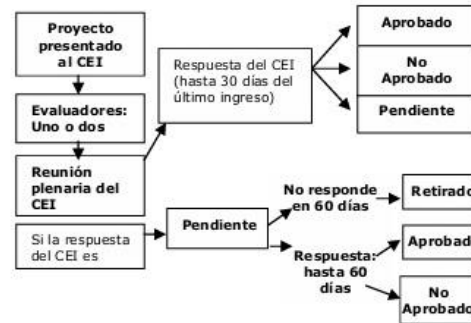 Proyecto
presentado
al CEI
Evaluadores:
Uno o dos
Reunión
plenaria del
CEI
Respuesta del CEI
(hasta 30 días del
último ingreso)
Aprobado
No
Aprobado
Pendiente
Si la respuesta
del CEI es
Pendiente
No responde
en 60 días
Retirado
Respuesta:
hasta 60
días
Aprobad
No
Aprobado